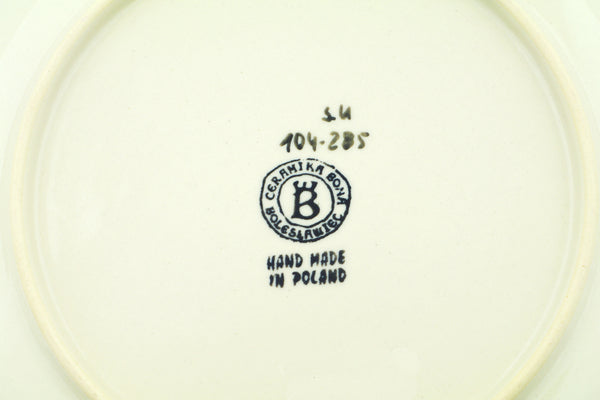 SU
104-285
CERAMIKA BONA
BOLESŁAWIEC
B
HAND MADE
IN POLAND